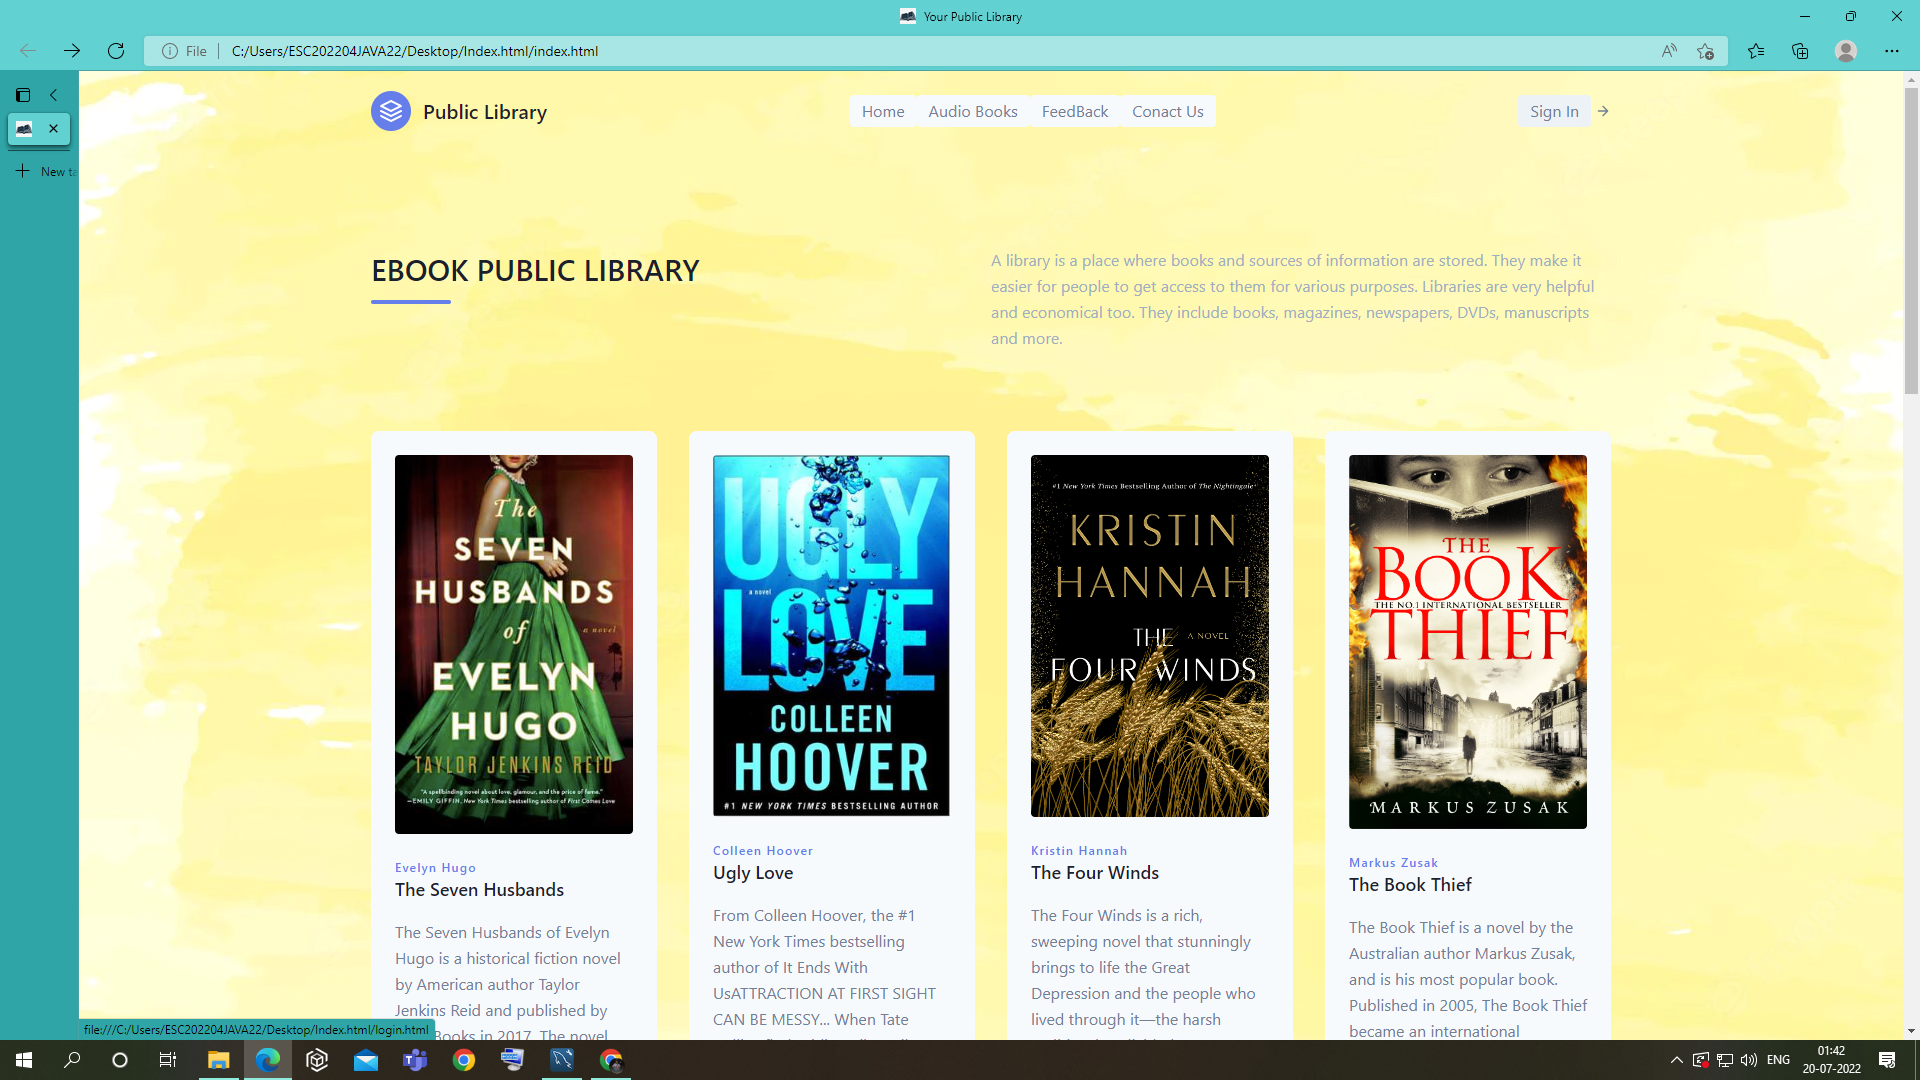 Your Public Library
File
C:/Users/ESC202204JAVA22/Desktop/Index.html/index.html
New ta
Public Library
Home
Audio Books
FeedBack
Conact Us
Sign In
EBOOK PUBLIC LIBRARY
A library is a place where books and sources of information are stored. They make it
easier for people to get access to them for various purposes. Libraries are very helpful
and economical too. They include books, magazines, newspapers, DVDs, manuscripts
and more.
The
SEVEN
HUSBANDS
of
a novel
EVELYN
HUGO
TAYLOR JENKINS REID
"A spellbinding novel about love, glamour, and the price of fame."
—EMILY GIFFIN, New York Times bestselling author of First Comes Love
Evelyn Hugo
The Seven Husbands
The Seven Husbands of Evelyn
Hugo is a historical fiction novel
by American author Taylor
Jenkins Reid and published by
Books in 2017. The novel
UGLY
a novel
LOVE
COLLEEN
HOOVER
#1 NEW YORK TIMES BESTSELLING AUTHOR
Colleen Hoover
Ugly Love
From Colleen Hoover, the #1
New York Times bestselling
author of It Ends With
UsATTRACTION AT FIRST SIGHT
CAN BE MESSY... When Tate
#1 New York Times Bestselling Author of The Nightingale
KRISTIN
HANNAH
THE
A NOVEL
FOUR WINDS
Kristin Hannah
The Four Winds
The Four Winds is a rich,
sweeping novel that stunningly
brings to life the Great
Depression and the people who
lived through it—the harsh
THE
BOOK
THE NO.1 INTERNATIONAL BESTSELLER
THIEF
MARKUS ZUSAK
Markus Zusak
The Book Thief
The Book Thief is a novel by the
Australian author Markus Zusak,
and is his most popular book.
Published in 2005, The Book Thief
became an international
file:///C:/Users/ESC202204JAVA22/Desktop/Index.html/login.html
ENG
01:42
20-07-2022